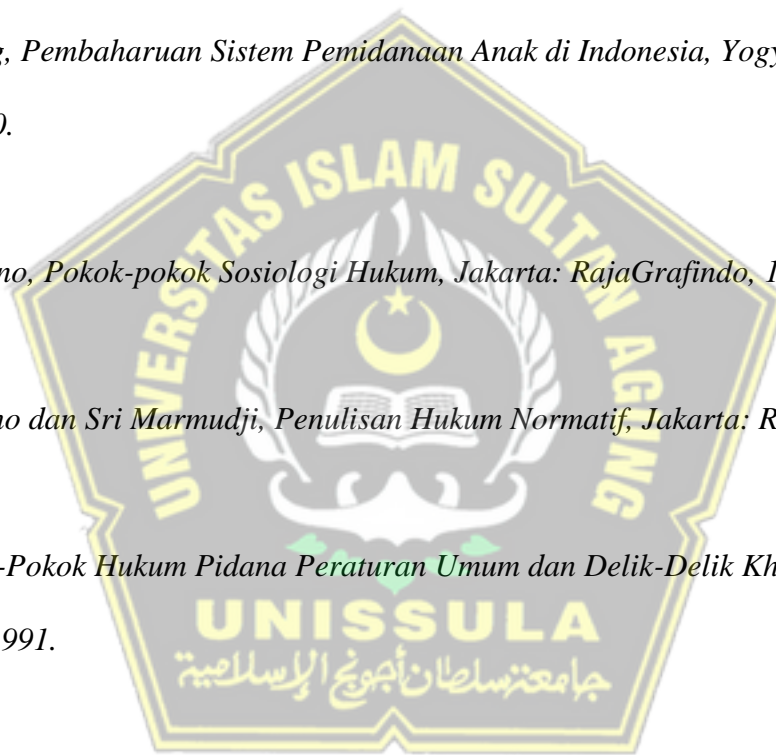 g, Pembaharuan Sistem Pemidanaan Anak di Indonesia, Yogy
0.
UNIVERSITAS ISLAM SULTAN AGUNG
no, Pokok-pokok Sosiologi Hukum, Jakarta: RajaGrafindo, 1
no dan Sri Marmudji, Penulisan Hukum Normatif, Jakarta: R
-Pokok Hukum Pidana Peraturan Umum dan Delik-Delik Kh
1991.
UNISSULA
جامعة سلطان أجونج الإسلامية